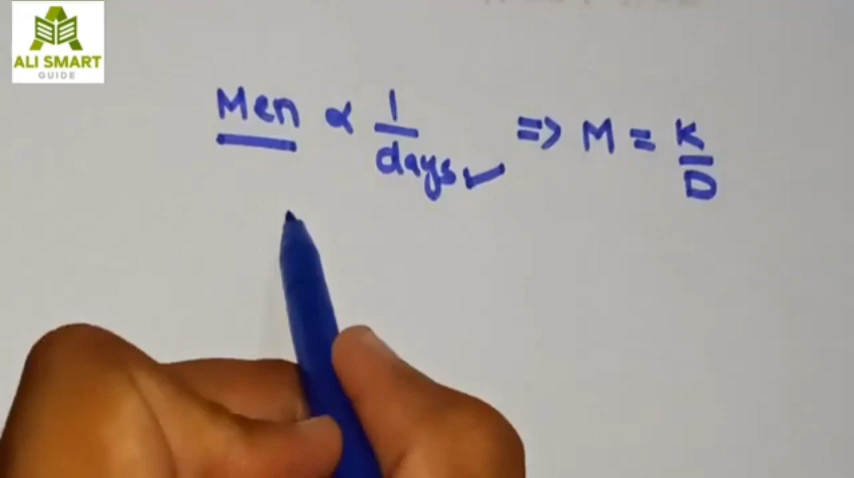 ALI SMART
GUIDE
Men ∝ 1/days ✓ => M = K/D